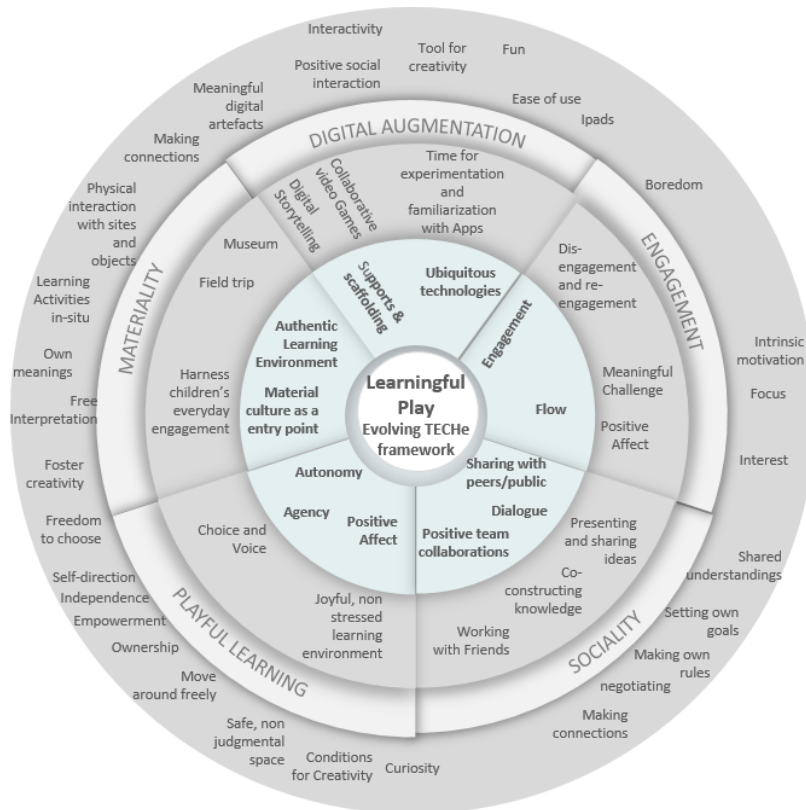 Interactivity
Tool for
creativity
Fun
Positive social
interaction
Meaningful
digital
artefacts
Ease of use
Ipads
Making
connections
Boredom
Physical
interaction
with sites
and
objects
Learning
Activities
in-situ
Own
meanings
Free
Interpretation
Foster
creativity
Freedom
to choose
Intrinsic
motivation
Focus
Interest
Shared
understandings
Setting own
goals
Making own
rules
negotiating
Making
connections
Self-direction
Independence
Empowerment
Ownership
Move
around freely
Safe, non
judgmental
space
Conditions
for Creativity
Curiosity
DIGITAL AUGMENTATION
ENGAGEMENT
SOCIALITY
PLAYFUL LEARNING
MATERIALITY
Digital
Storytelling
Collaborative
video Games
Time for
experimentation
and
familiarization
with Apps
Dis-
engagement
and re-
engagement
Meaningful
Challenge
Positive
Affect
Presenting
and sharing
ideas
Co-
constructing
knowledge
Working
with Friends
Joyful, non
stressed
learning
environment
Choice and
Voice
Harness
children's
everyday
engagement
Field trip
Museum
Supports &
scaffolding
Ubiquitous
technologies
Engagement
Flow
Sharing with
peers/public
Dialogue
Positive team
collaborations
Autonomy
Agency
Positive
Affect
Authentic
Learning
Environment
Material
culture as a
entry point
Learningful
Play
Evolving TECHe
framework